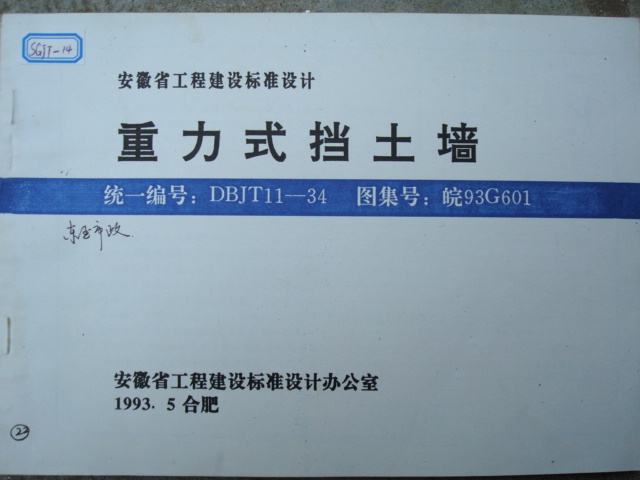 SGJT-14
安徽省工程建设标准设计
重力式挡土墙
统一编号：DBJT11—34 图集号：皖93G601
市政
安徽省工程建设标准设计办公室
1993. 5 合肥
23